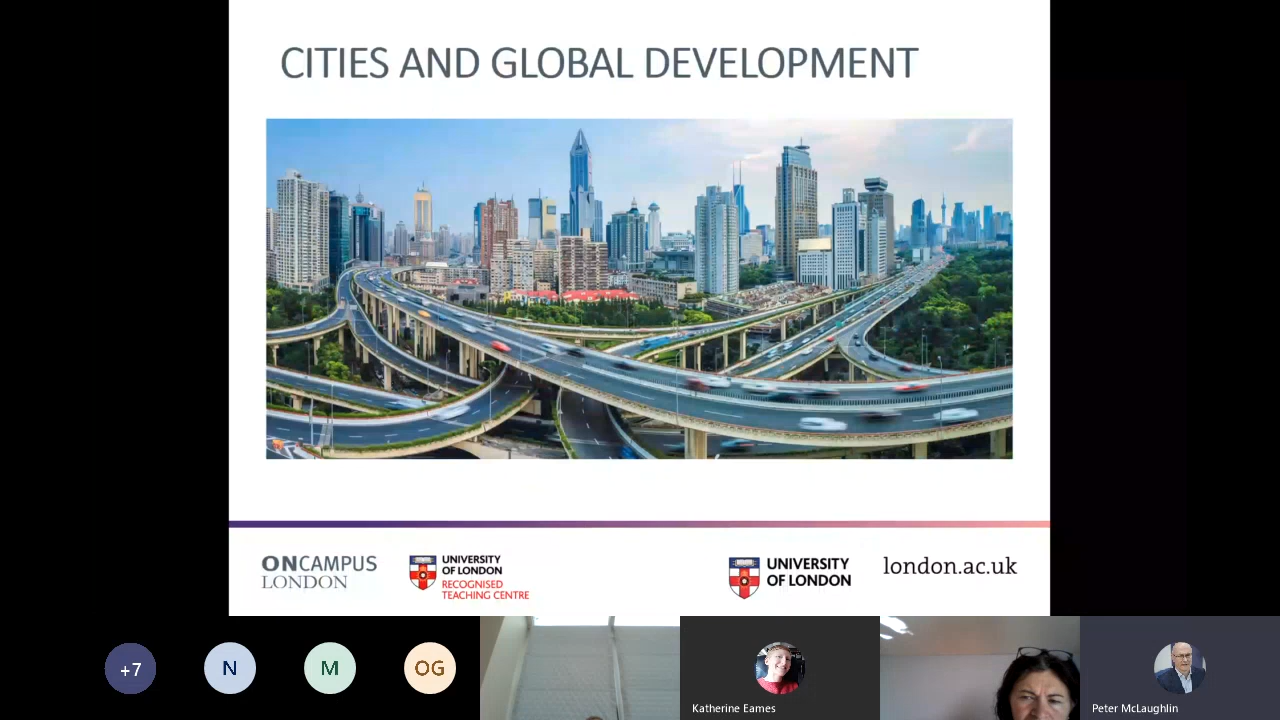 CITIES AND GLOBAL DEVELOPMENT
ONCAMPUS
LONDON
UNIVERSITY
OF LONDON
RECOGNISED
TEACHING CENTRE
UNIVERSITY
OF LONDON
london.ac.uk
+7
N
M
OG
Katherine Eames
Peter McLaughlin